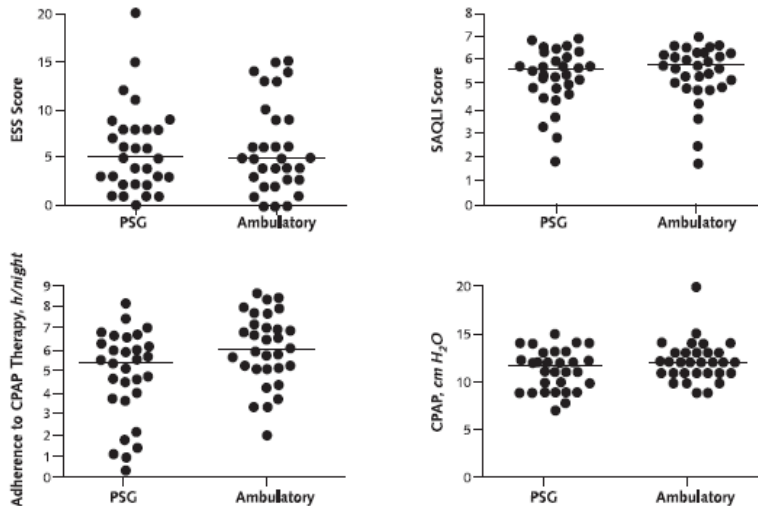 ESS Score
20
15
10
5
0
PSG
Ambulatory
SAQLI Score
8
7
6
5
4
3
2
1
0
PSG
Ambulatory
Adherence to CPAP Therapy, h/night
9
8
7
6
5
4
3
2
1
0
PSG
Ambulatory
CPAP, cm H₂O
20
15
10
5
0
PSG
Ambulatory